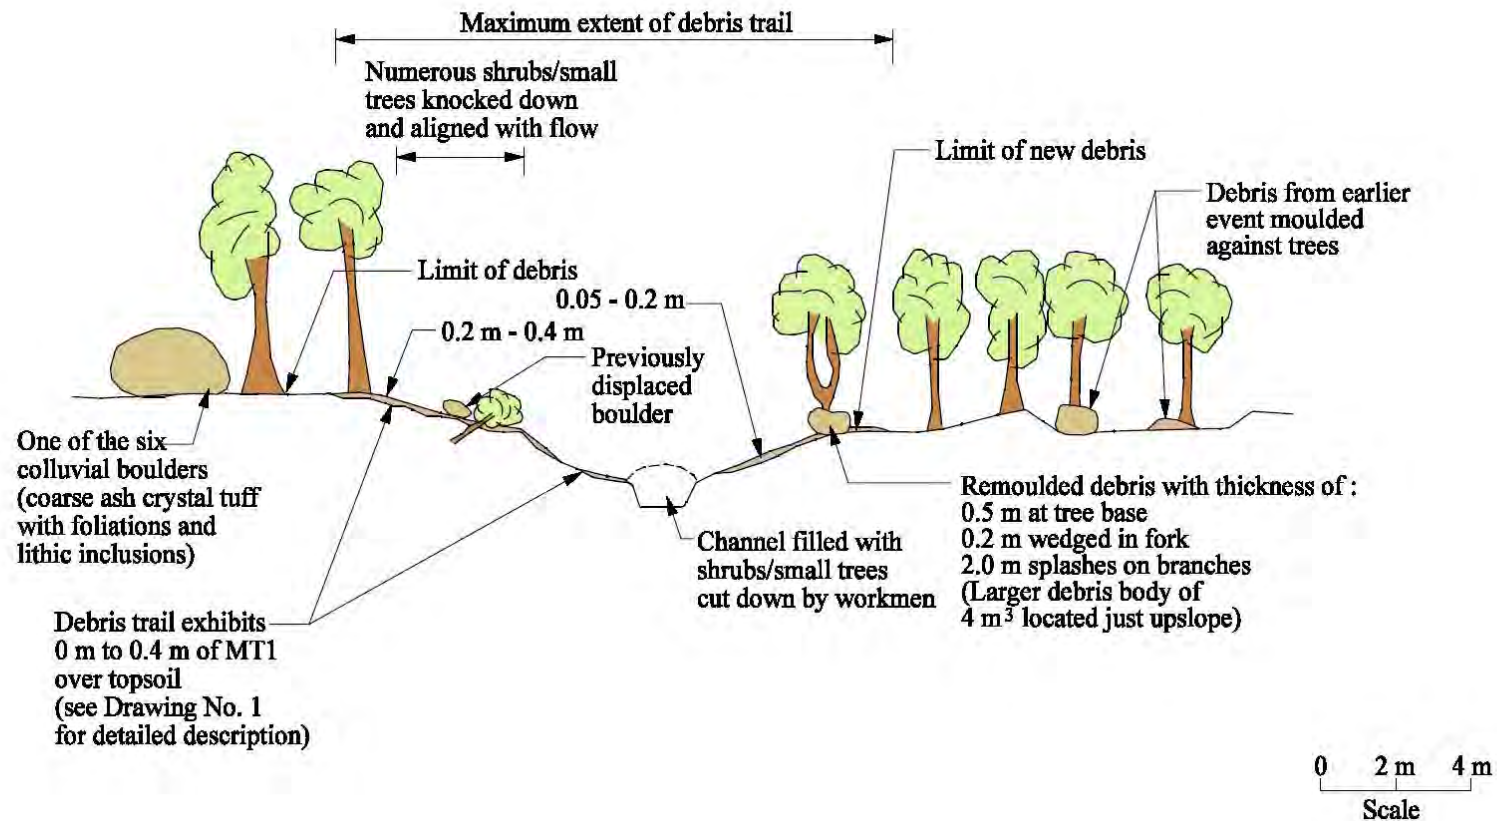 Maximum extent of debris trail
Numerous shrubs/small
trees knocked down
and aligned with flow
Limit of new debris
Debris from earlier
event moulded
against trees
Limit of debris
0.05 - 0.2 m
0.2 m - 0.4 m
Previously
displaced
boulder
One of the six
colluvial boulders
(coarse ash crystal tuff
with foliations and
lithic inclusions)
Remoulded debris with thickness of :
0.5 m at tree base
0.2 m wedged in fork
2.0 m splashes on branches
(Larger debris body of
4 m³ located just upslope)
Channel filled with
shrubs/small trees
cut down by workmen
Debris trail exhibits
0 m to 0.4 m of MT1
over topsoil
(see Drawing No. 1
for detailed description)
0 2 m 4 m
Scale